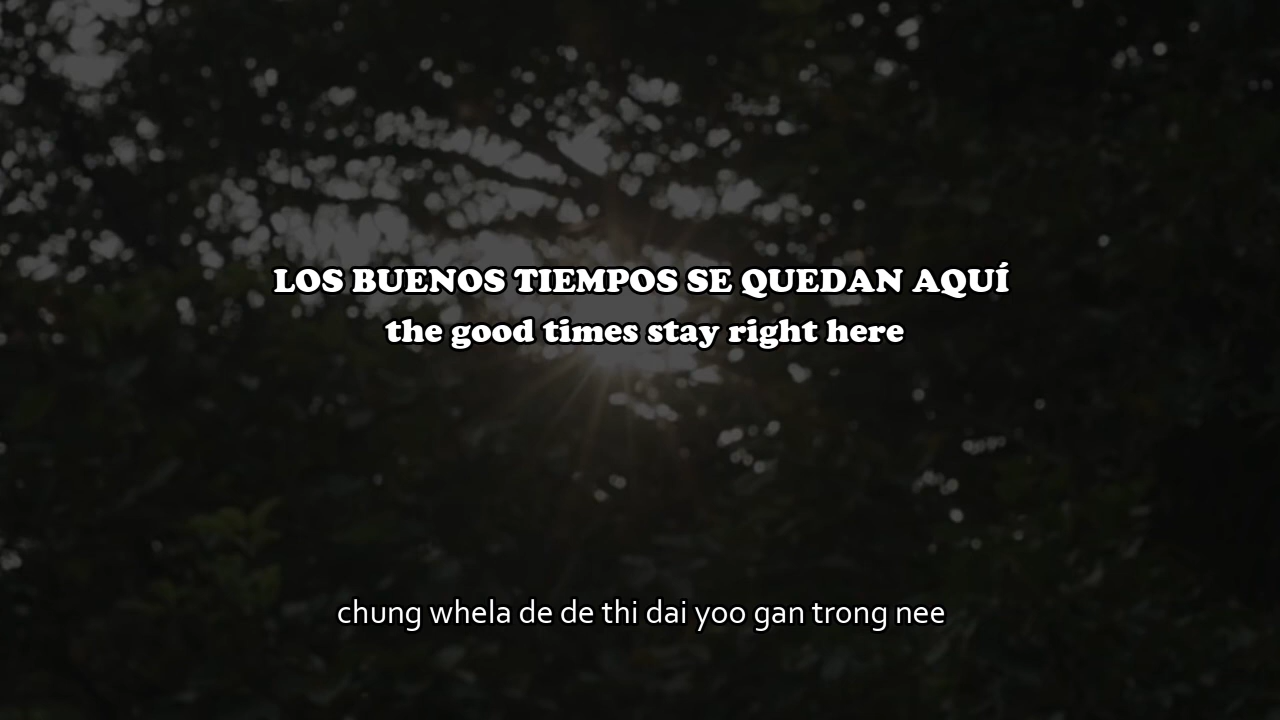 LOS BUENOS TIEMPOS SE QUEDAN AQUÍ
the good times stay right here
chung whela de de thi dai yoo gan trong nee